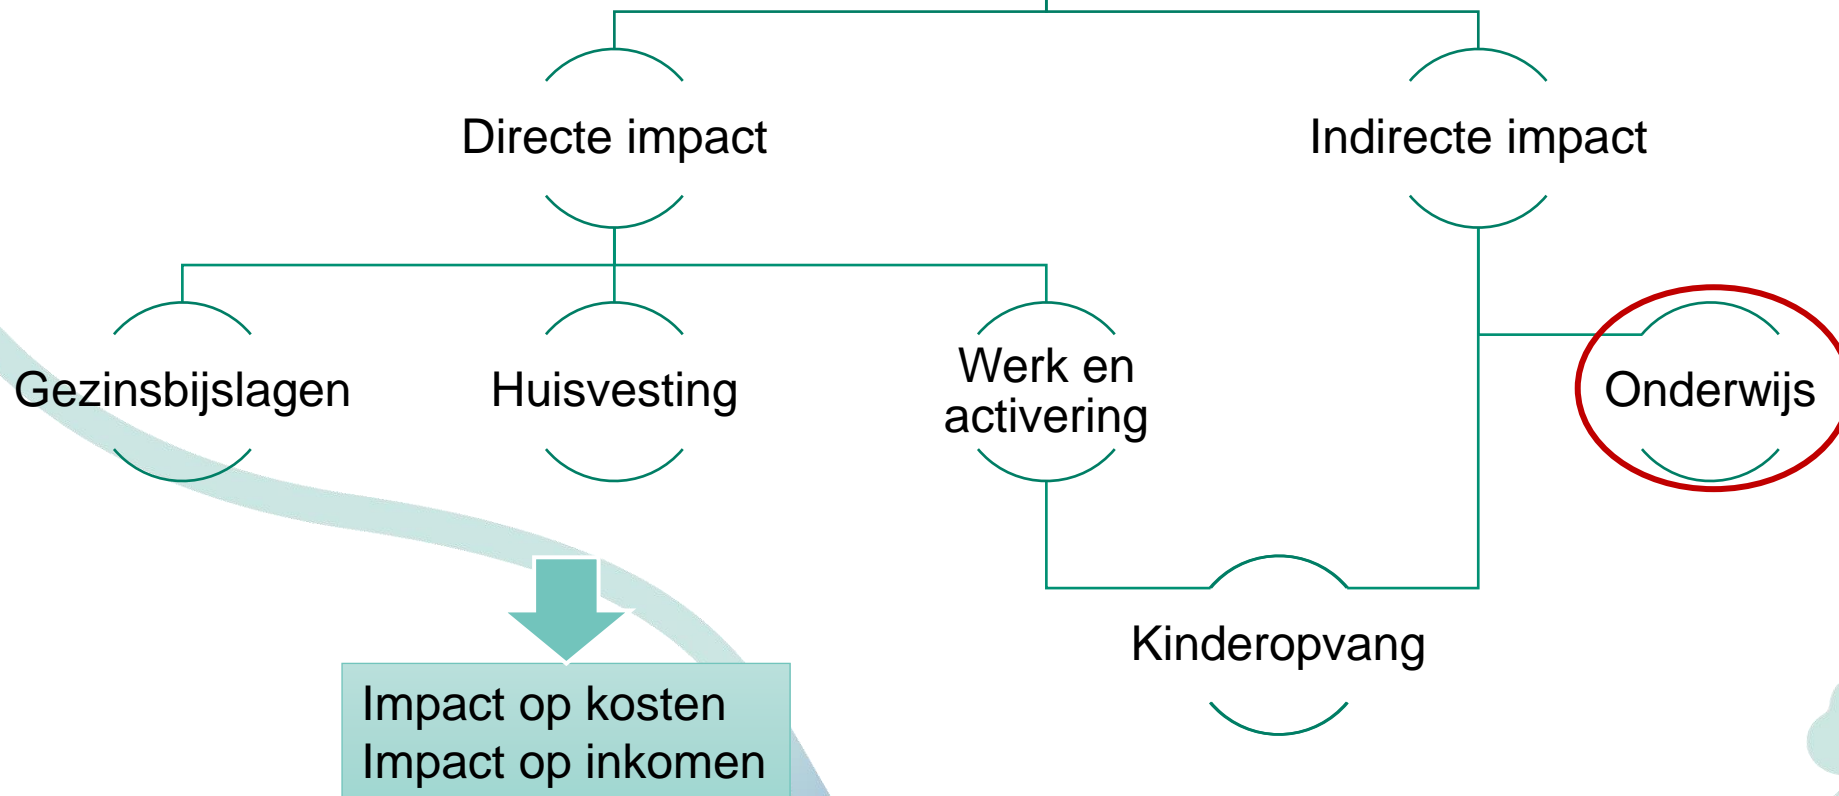 Directe impact
Indirecte impact
Gezinsbijslagen
Huisvesting
Werk en
activering
Onderwijs
Kinderopvang
Impact op kosten
Impact op inkomen